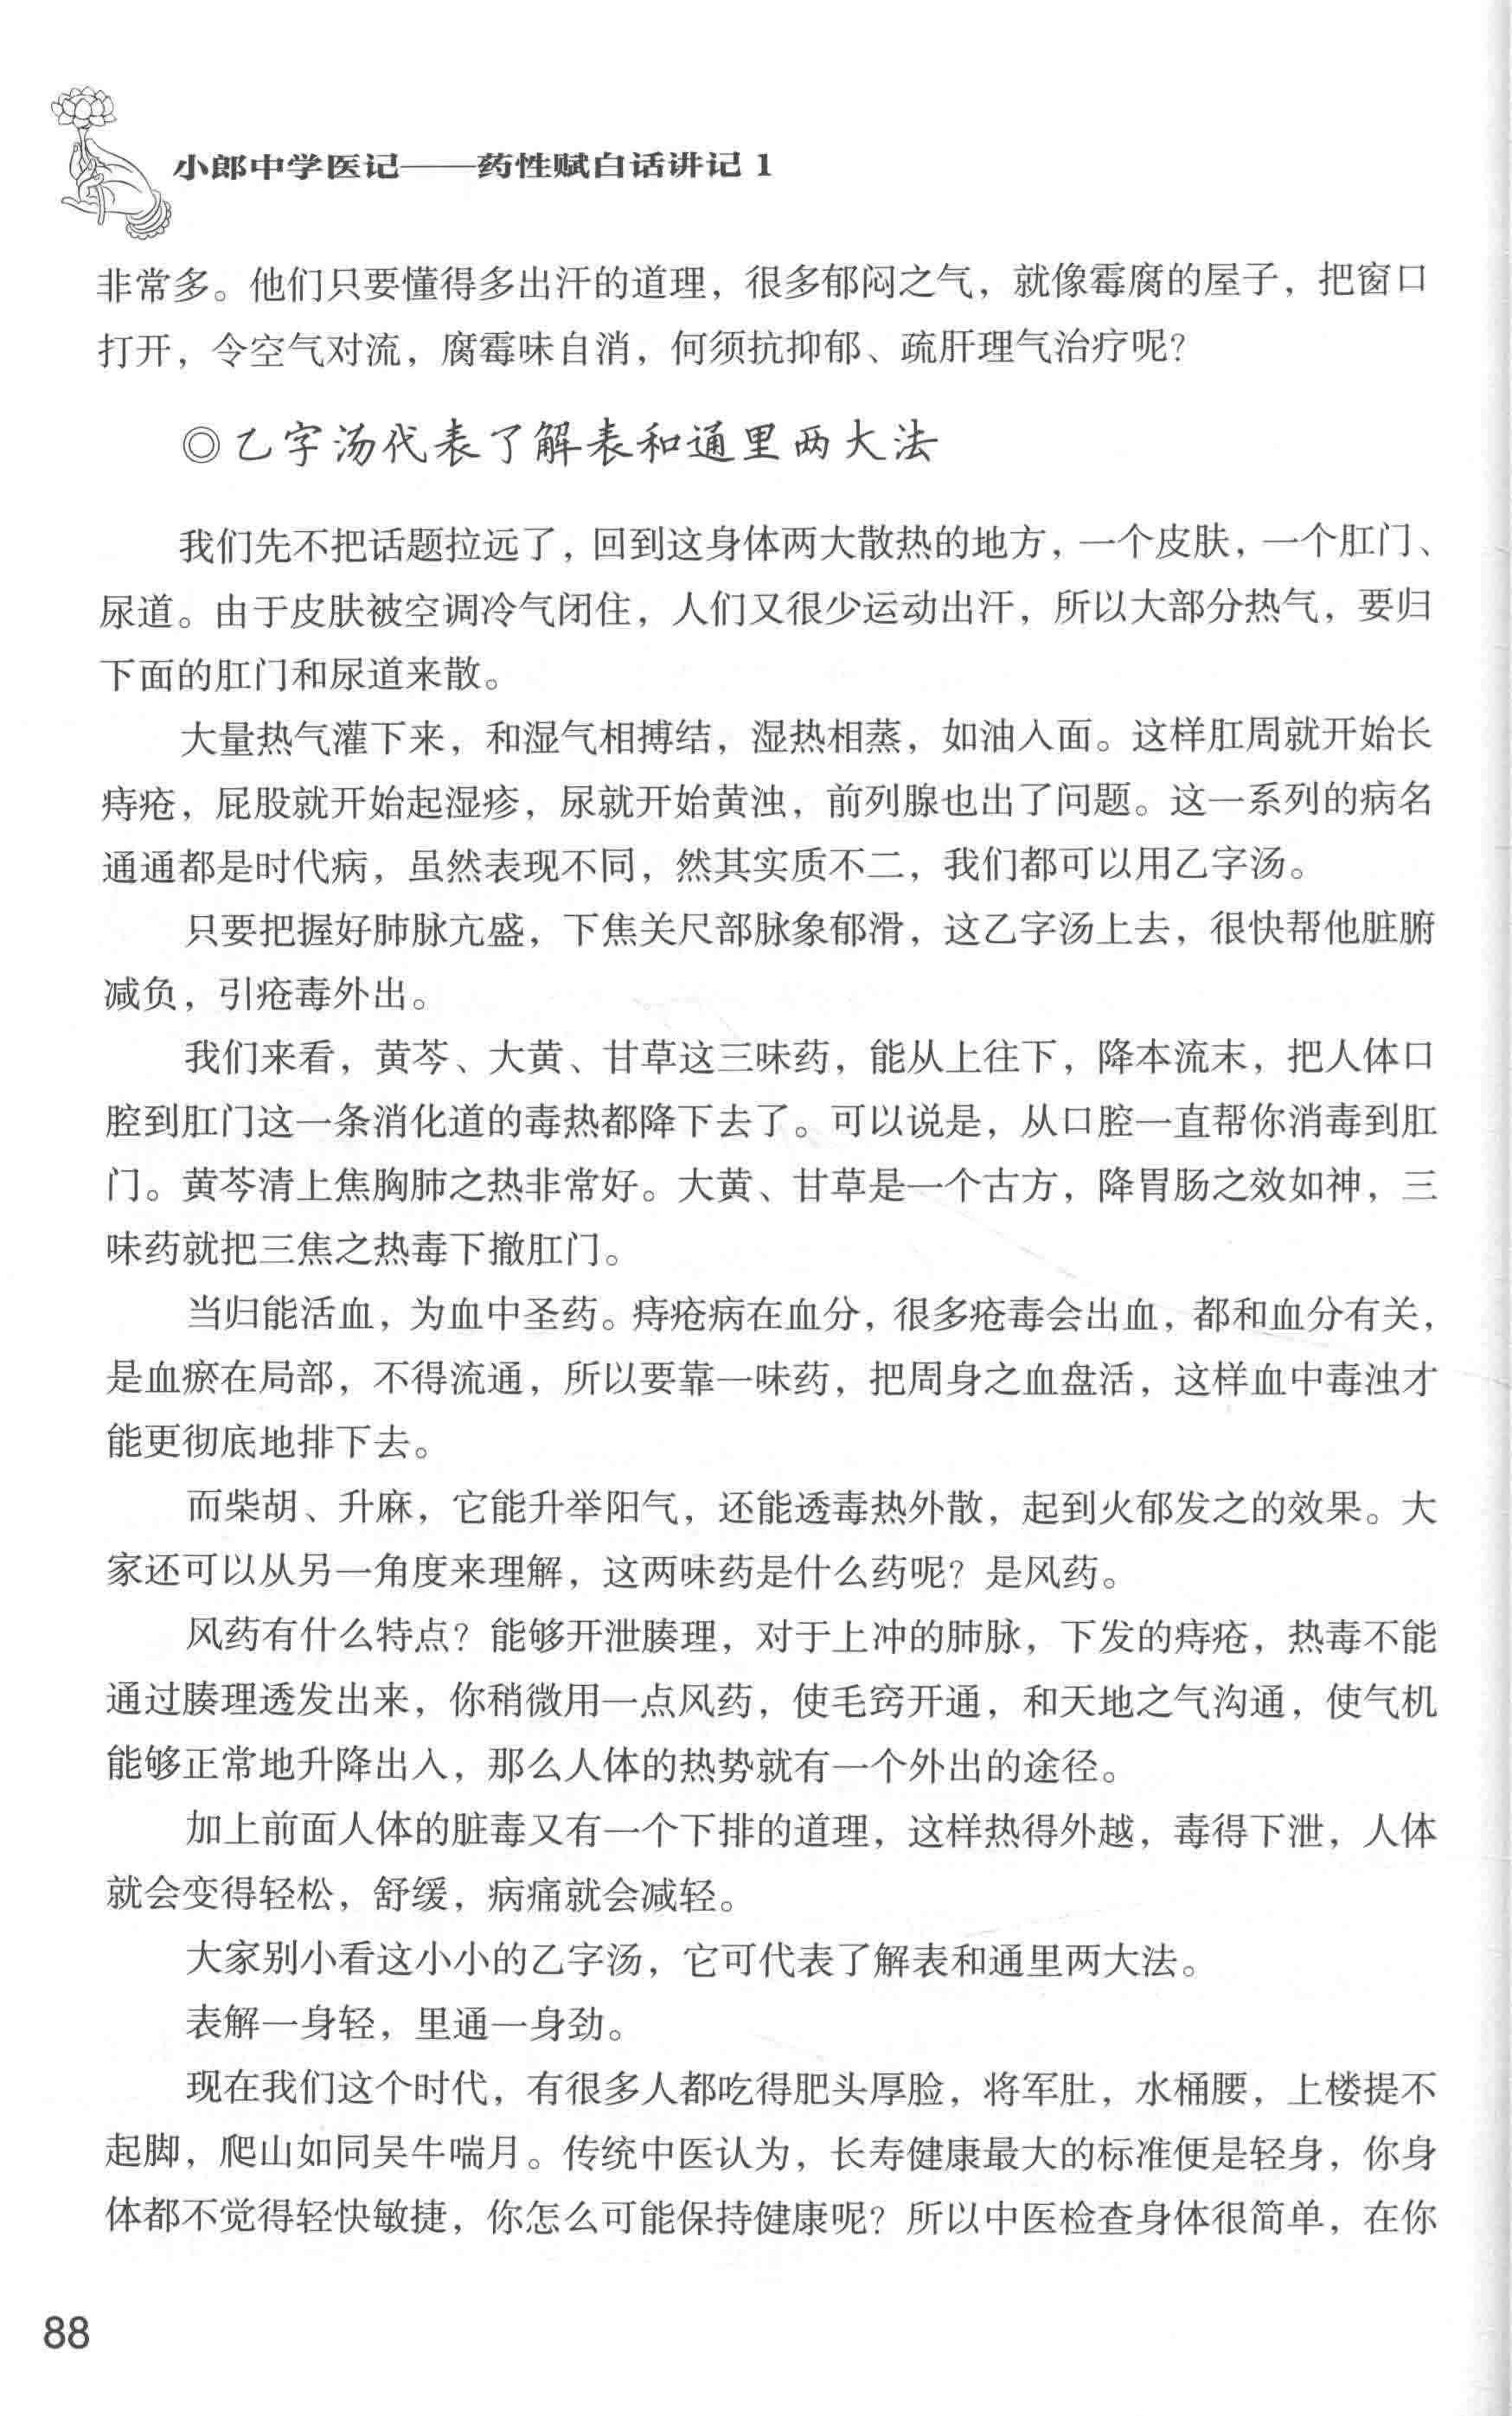 小郎中学医记——药性赋白话讲记 1
非常多。他们只要懂得多出汗的道理，很多郁闷之气，就像霉腐的屋子，把窗口
打开，令空气对流，腐霉味自消，何须抗抑郁、疏肝理气治疗呢？
◎乙字汤代表了解表和通里两大法
我们先不把话题拉远了，回到这身体两大散热的地方，一个皮肤，一个肛门、
尿道。由于皮肤被空调冷气闭住，人们又很少运动出汗，所以大部分热气，要归
下面的肛门和尿道来散。
大量热气灌下来，和湿气相搏结，湿热相蒸，如油入面。这样肛周就开始长
痔疮，屁股就开始起湿疹，尿就开始黄浊，前列腺也出了问题。这一系列的病名
通通都是时代病，虽然表现不同，然其实质不二，我们都可以用乙字汤。
只要把握好肺脉亢盛，下焦关尺部脉象郁滑，这乙字汤上去，很快帮他脏腑
减负，引疮毒外出。
我们来看，黄芩、大黄、甘草这三味药，能从上往下，降本流末，把人体口
腔到肛门这一条消化道的毒热都降下去了。可以说是，从口腔一直帮你消毒到肛
门。黄芩清上焦胸肺之热非常好。大黄、甘草是一个古方，降胃肠之效如神，三
味药就把三焦之热毒下撤肛门。
当归能活血，为血中圣药。痔疮病在血分，很多疮毒会出血，都和血分有关，
是血瘀在局部，不得流通，所以要靠一味药，把周身之血盘活，这样血中毒浊才
能更彻底地排下去。
而柴胡、升麻，它能升举阳气，还能透毒热外散，起到火郁发之的效果。大
家还可以从另一角度来理解，这两味药是什么药呢？是风药。
风药有什么特点？能够开泄腠理，对于上冲的肺脉，下发的痔疮，热毒不能
通过腠理透发出来，你稍微用一点风药，使毛窍开通，和天地之气沟通，使气机
能够正常地升降出入，那么人体的热势就有一个外出的途径。
加上前面人体的脏毒又有一个下排的道理，这样热得外越，毒得下泄，人体
就会变得轻松，舒缓，病痛就会减轻。
大家别小看这小小的乙字汤，它可代表了解表和通里两大法。
表解一身轻，里通一身劲。
现在我们这个时代，有很多人都吃得肥头厚脸，将军肚，水桶腰，上楼提不
起脚，爬山如同吴牛喘月。传统中医认为，长寿健康最大的标准便是轻身，你身
体都不觉得轻快敏捷，你怎么可能保持健康呢？所以中医检查身体很简单，在你
88